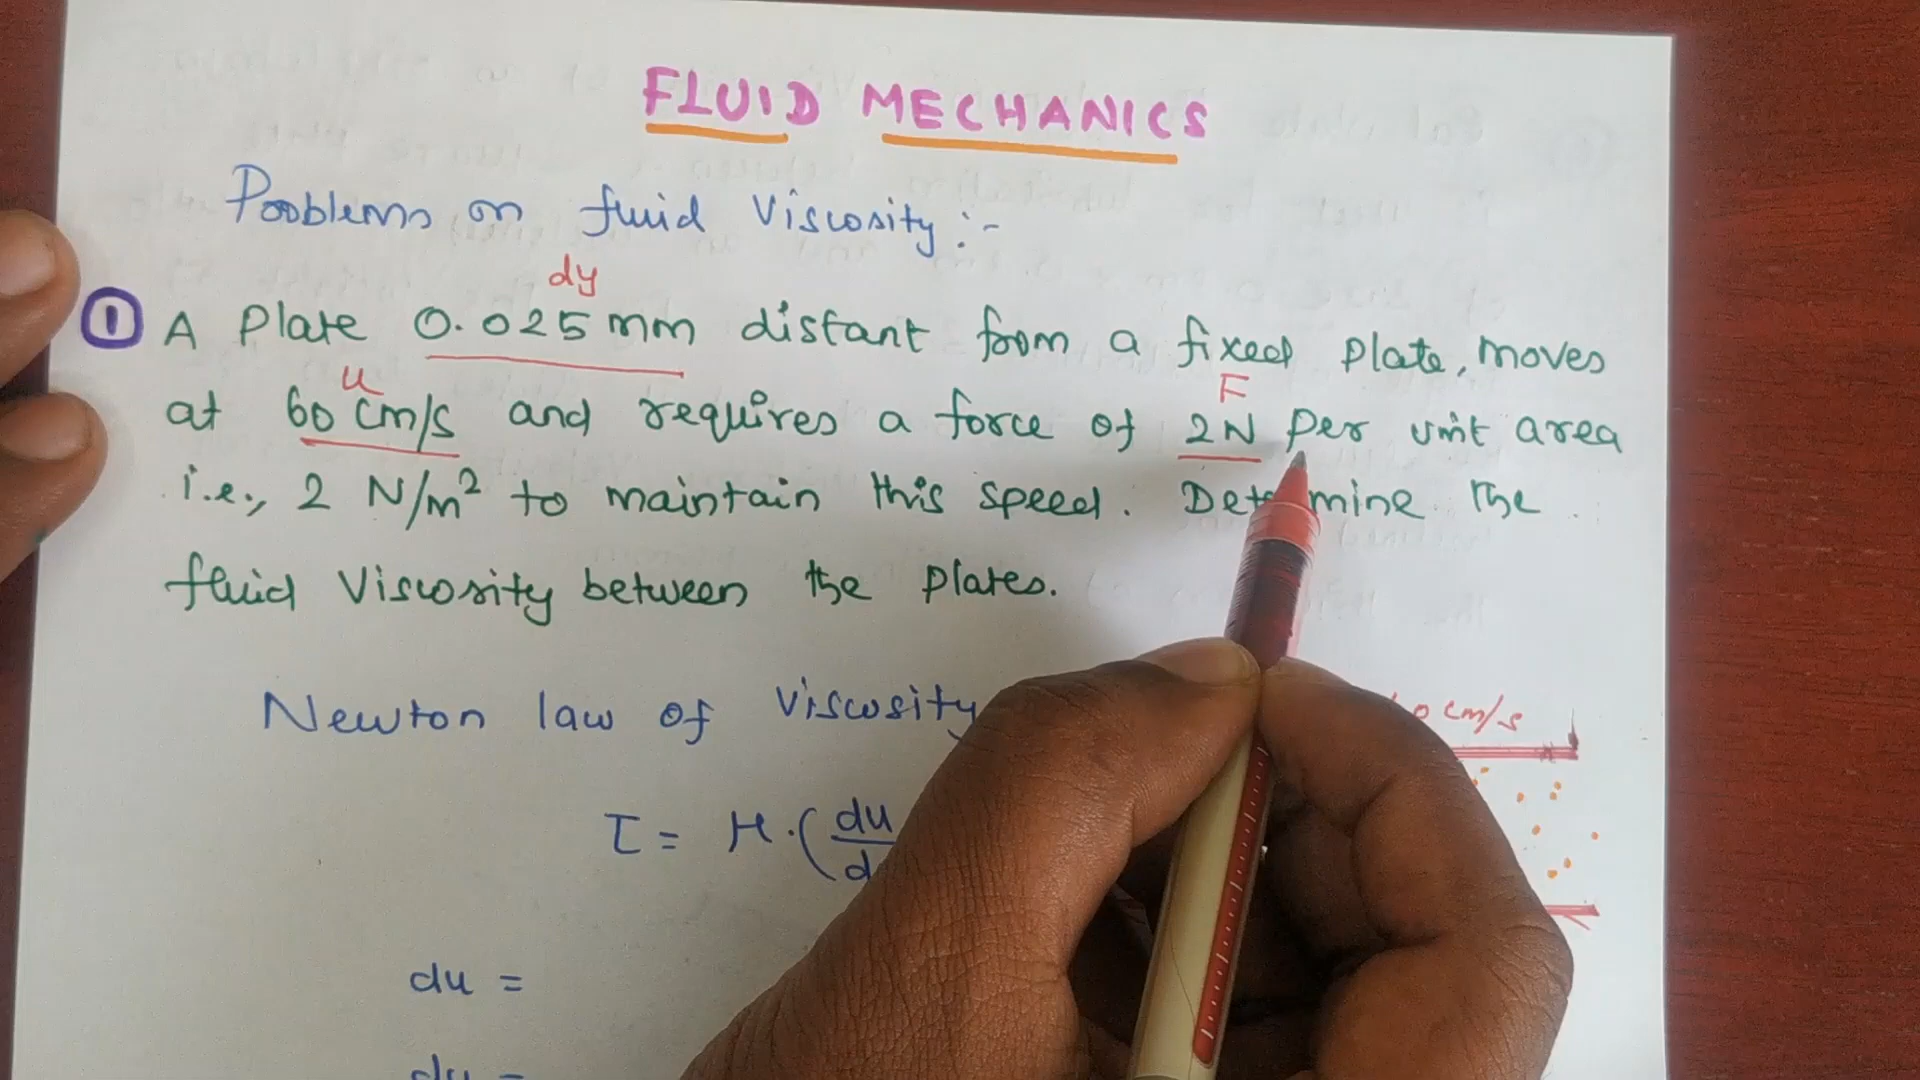 FLUID MECHANICS
Problems on fluid Viscosity :-
dy
① A Plate 0.025 mm distant from a fixed Plate, moves
u
F
at 60 cm/s and requires a force of 2N Per unit area
i.e., 2 N/m² to maintain this speed. Determine the
fluid Viscosity between the Plates.
Newton law of Viscosity
cm/s
τ = μ · (du
du =